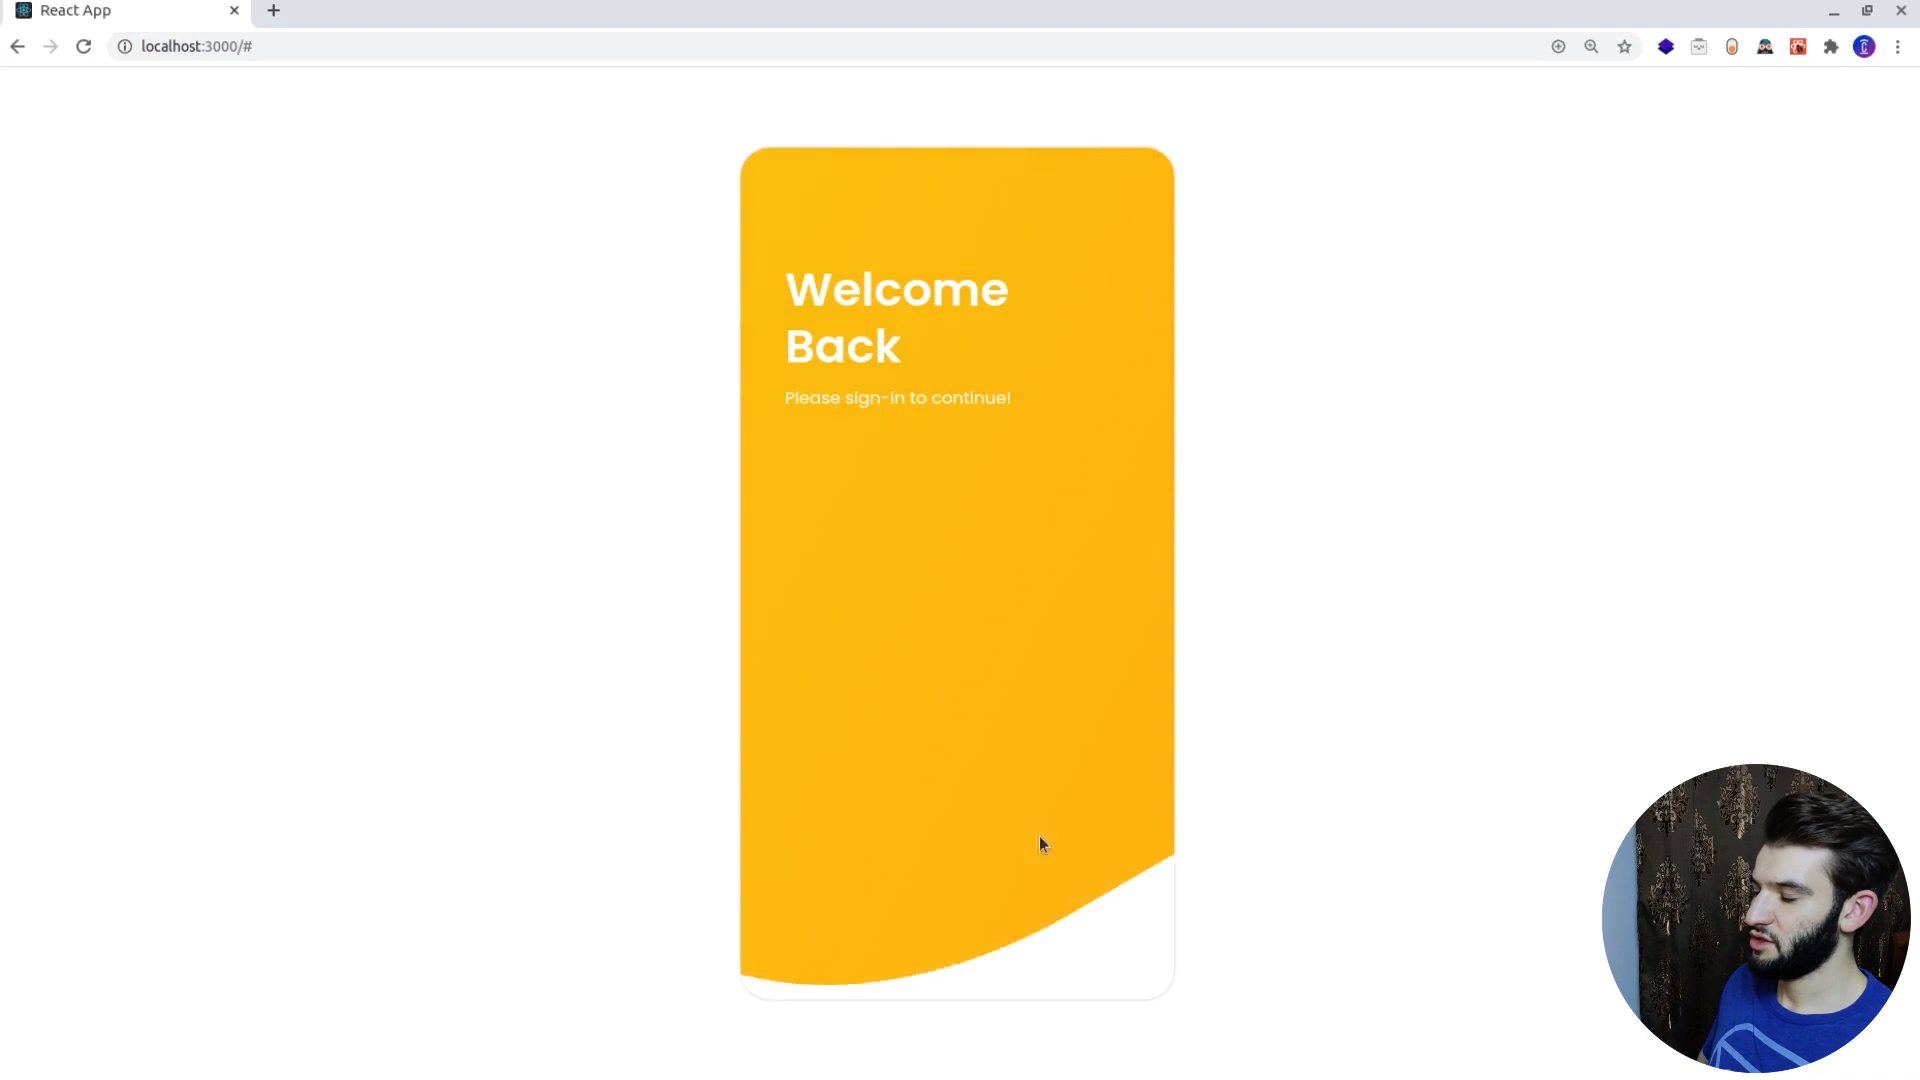 React App
localhost:3000/#
Welcome
Back
Please sign-in to continue!